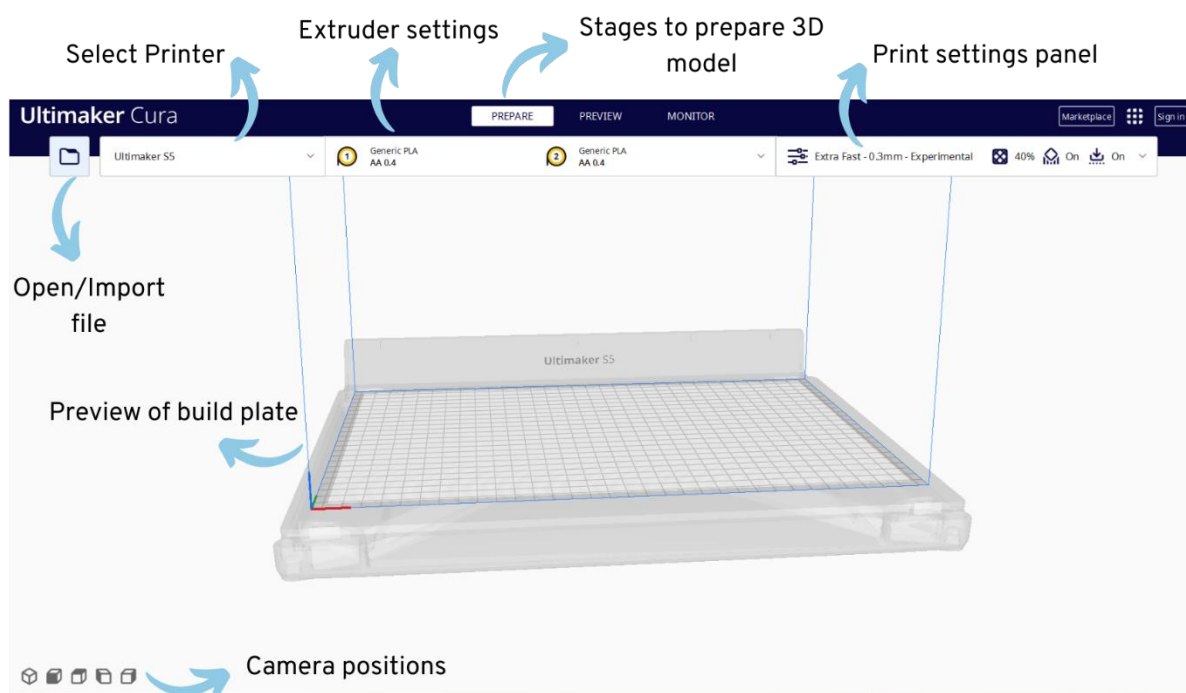 Extruder settings
Stages to prepare 3D
model
Select Printer
Print settings panel
Ultimaker Cura
PREPARE
PREVIEW
MONITOR
Marketplace
Sign in
Ultimaker S5
1
Generic PLA
AA 0.4
2
Generic PLA
AA 0.4
Extra Fast - 0.3mm - Experimental
40%
On
On
Open/Import
file
Ultimaker S5
Preview of build plate
Camera positions